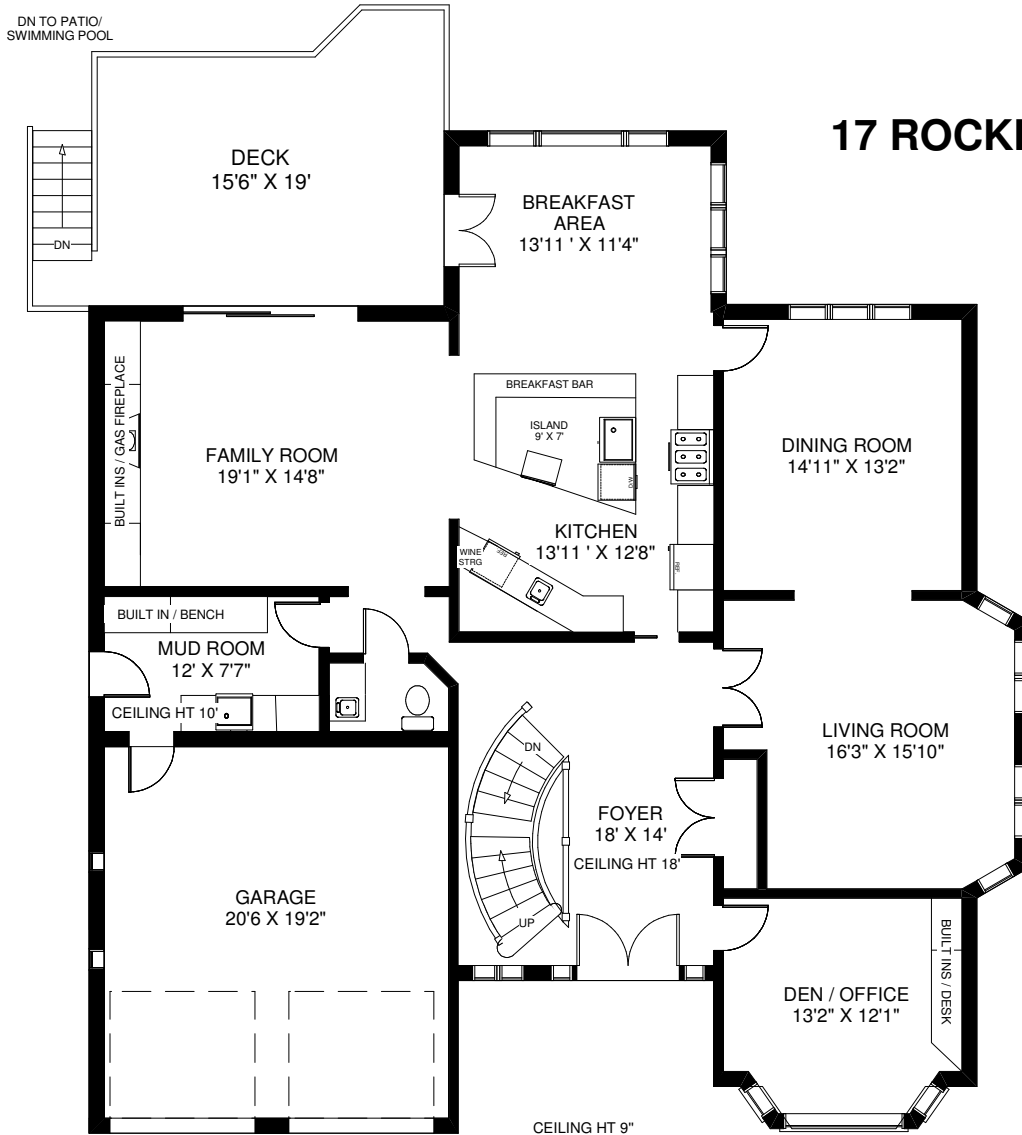 DN TO PATIO/
SWIMMING POOL
17 ROCKI
DECK
15'6" X 19'
DN
BREAKFAST
AREA
13'11 ' X 11'4"
BUILT INS / GAS FIREPLACE
FAMILY ROOM
19'1" X 14'8"
BREAKFAST BAR
ISLAND
9' X 7'
D/W
DINING ROOM
14'11" X 13'2"
KITCHEN
13'11 ' X 12'8"
WINE
STRG
REF
REF
BUILT IN / BENCH
MUD ROOM
12' X 7'7"
CEILING HT 10'
LIVING ROOM
16'3" X 15'10"
DN
FOYER
18' X 14'
CEILING HT 18'
UP
GARAGE
20'6 X 19'2"
DEN / OFFICE
13'2" X 12'1"
BUILT INS / DESK
CEILING HT 9"